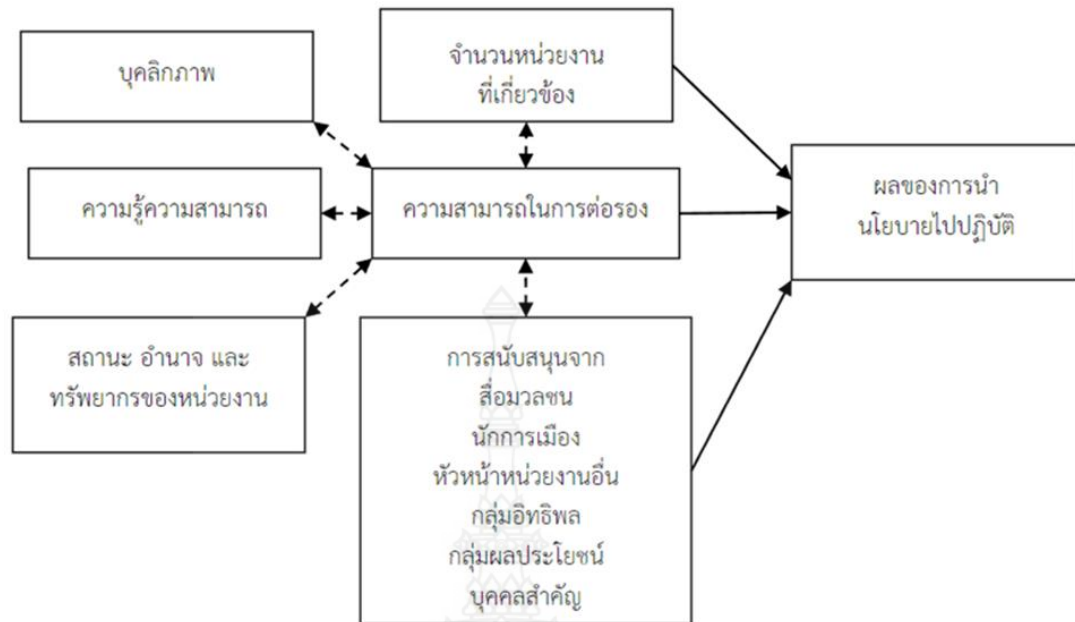 บุคลิกภาพ
จำนวนหน่วยงาน
ที่เกี่ยวข้อง
ความรู้ความสามารถ
ความสามารถในการต่อรอง
ผลของการนำ
นโยบายไปปฏิบัติ
สถานะ อำนาจ และ
ทรัพยากรของหน่วยงาน
การสนับสนุนจาก
สื่อมวลชน
นักการเมือง
หัวหน้าหน่วยงานอื่น
กลุ่มอิทธิพล
กลุ่มผลประโยชน์
บุคคลสำคัญ